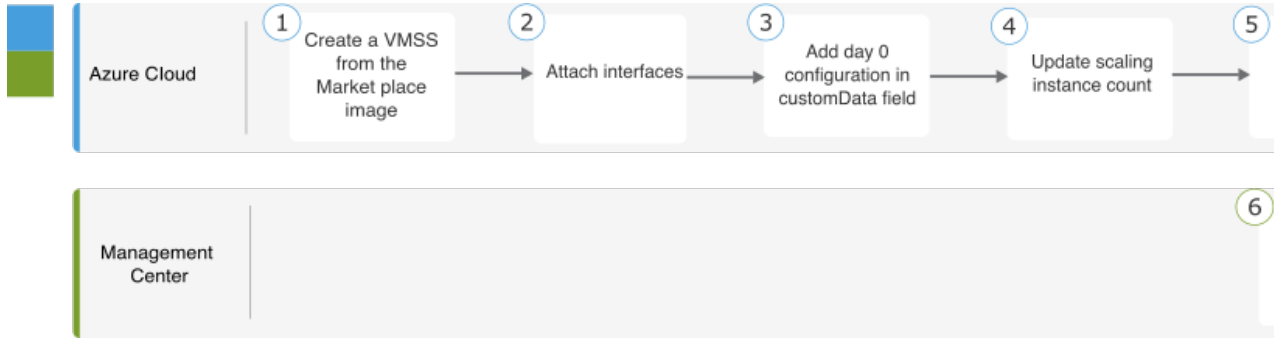 1
Create a VMSS
from the
Market place
image
2
Attach interfaces
3
Add day 0
configuration in
customData field
4
Update scaling
instance count
5
Azure Cloud
6
Management
Center